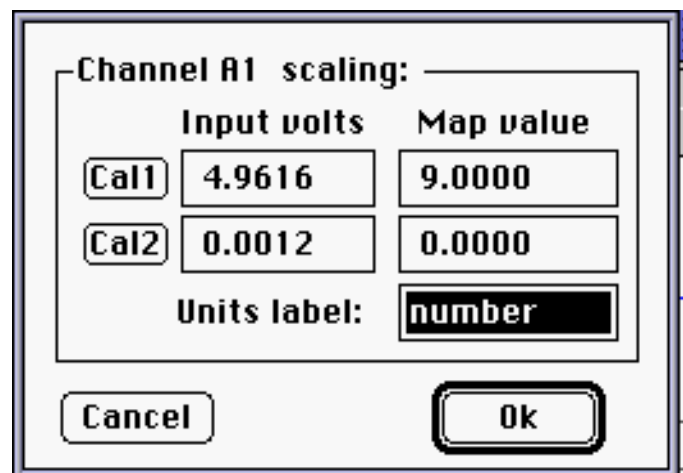 Channel A1 scaling:
Input volts Map value
Cal1 4.9616 9.0000
Cal2 0.0012 0.0000
Units label: number
Cancel Ok